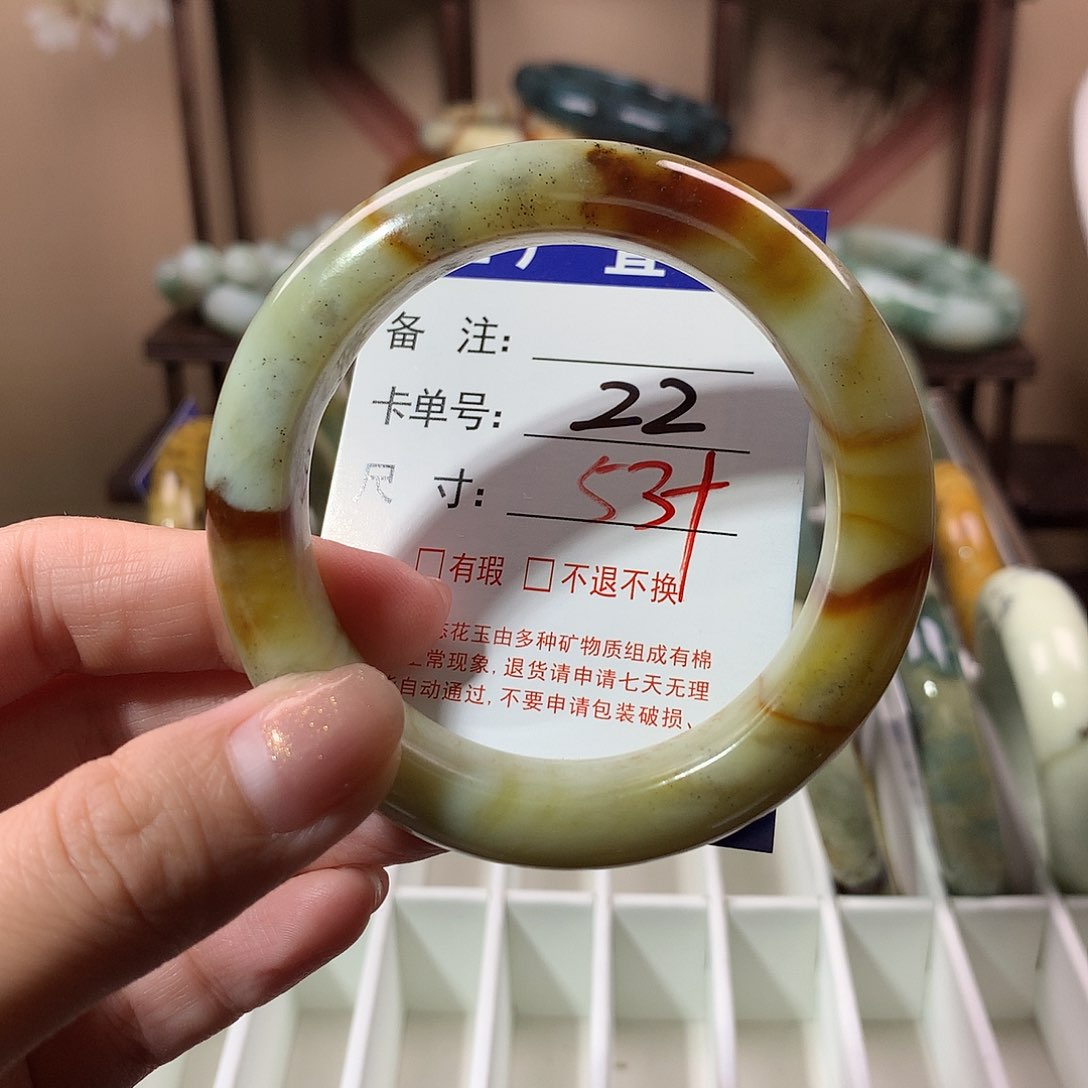 厂直
备 注:
卡单号: 22
尺 寸: 53+
□有瑕 □不退不换
花玉由多种矿物质组成有棉
常现象,退货请申请七天无理
自动通过,不要申请包装破损、